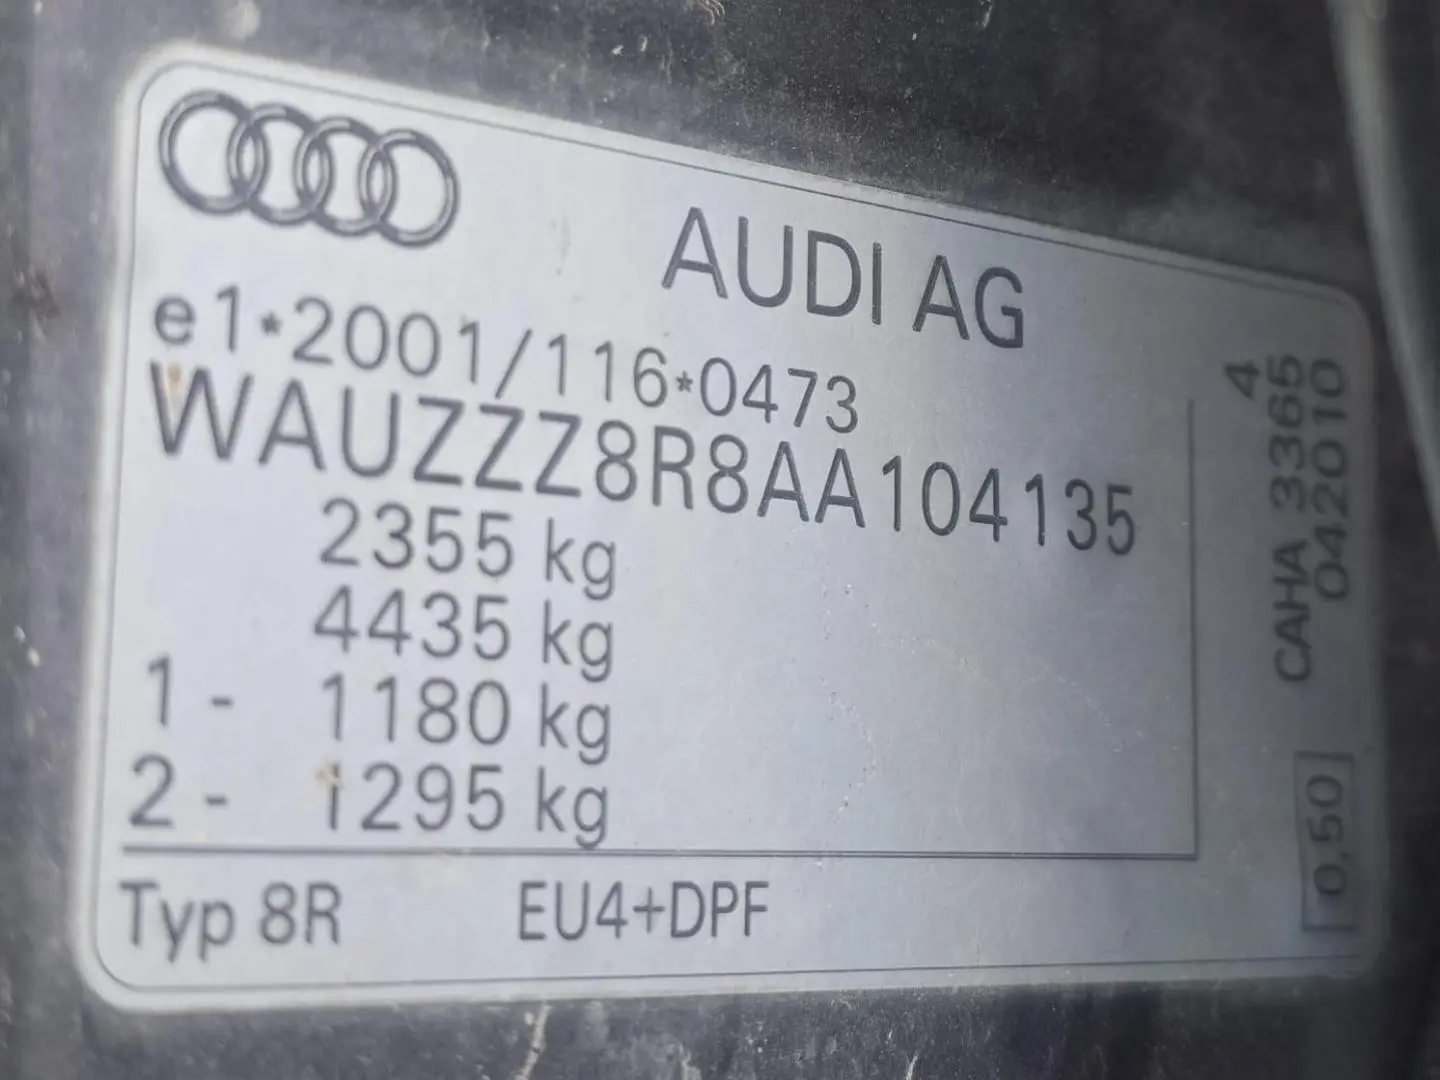 AUDI AG
e1*2001/116*0473
WAUZZZ8R8AA104135
2355 kg
4435 kg
1 - 1180 kg
2 - 1295 kg
Typ 8R EU4+DPF
4
CAHA 3365
042010
0,50